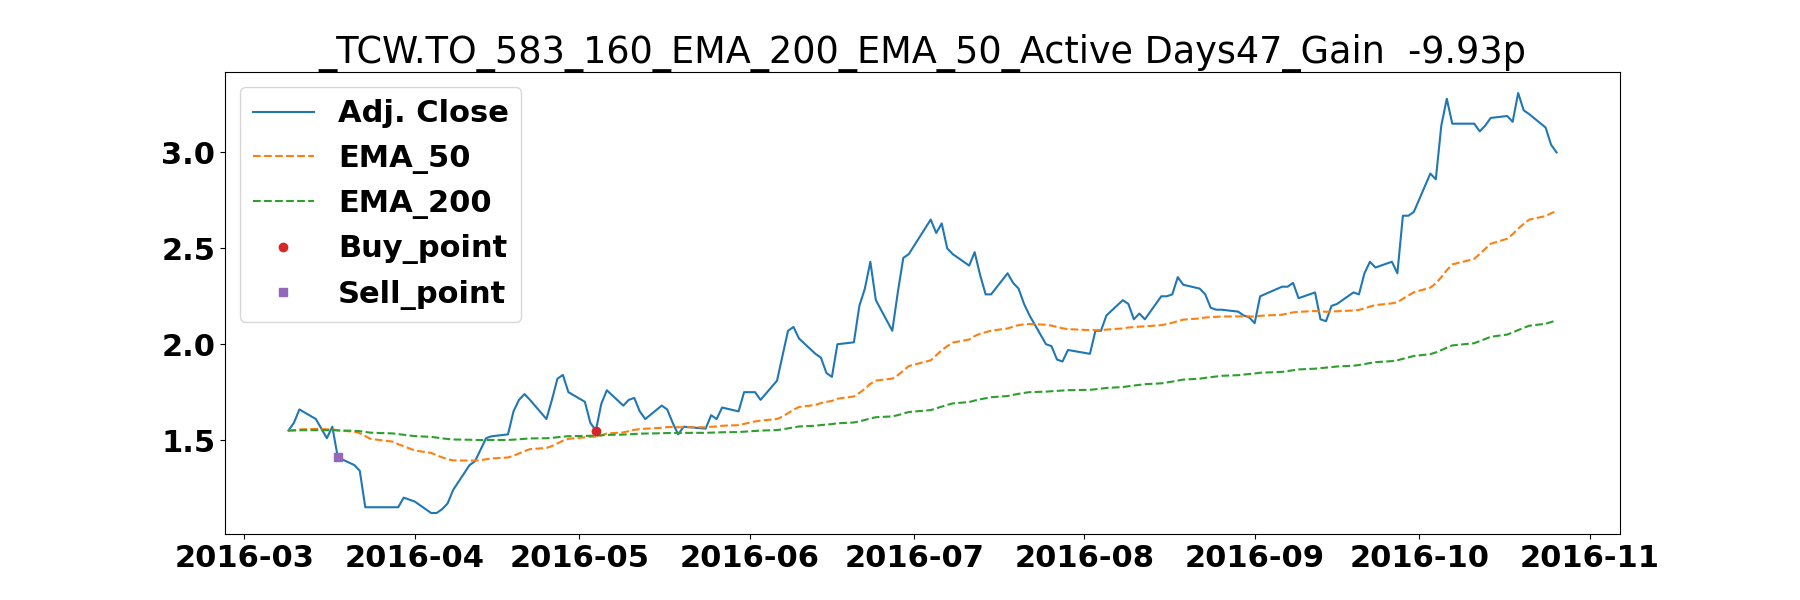 _TCW.TO_583_160_EMA_200_EMA_50_Active Days47_Gain  -9.93p
Adj. Close
EMA_50
EMA_200
Buy_point
Sell_point
3.0
2.5
2.0
1.5
2016-03 2016-04 2016-05 2016-06 2016-07 2016-08 2016-09 2016-10 2016-11